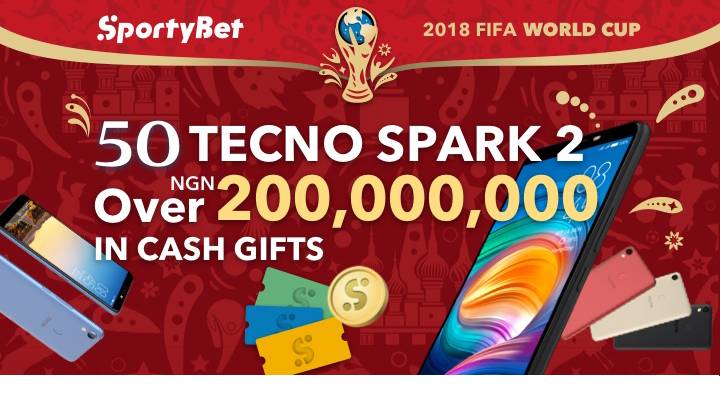 SportyBet
2018 FIFA WORLD CUP
50 TECNO SPARK 2
Over NGN 200,000,000
IN CASH GIFTS